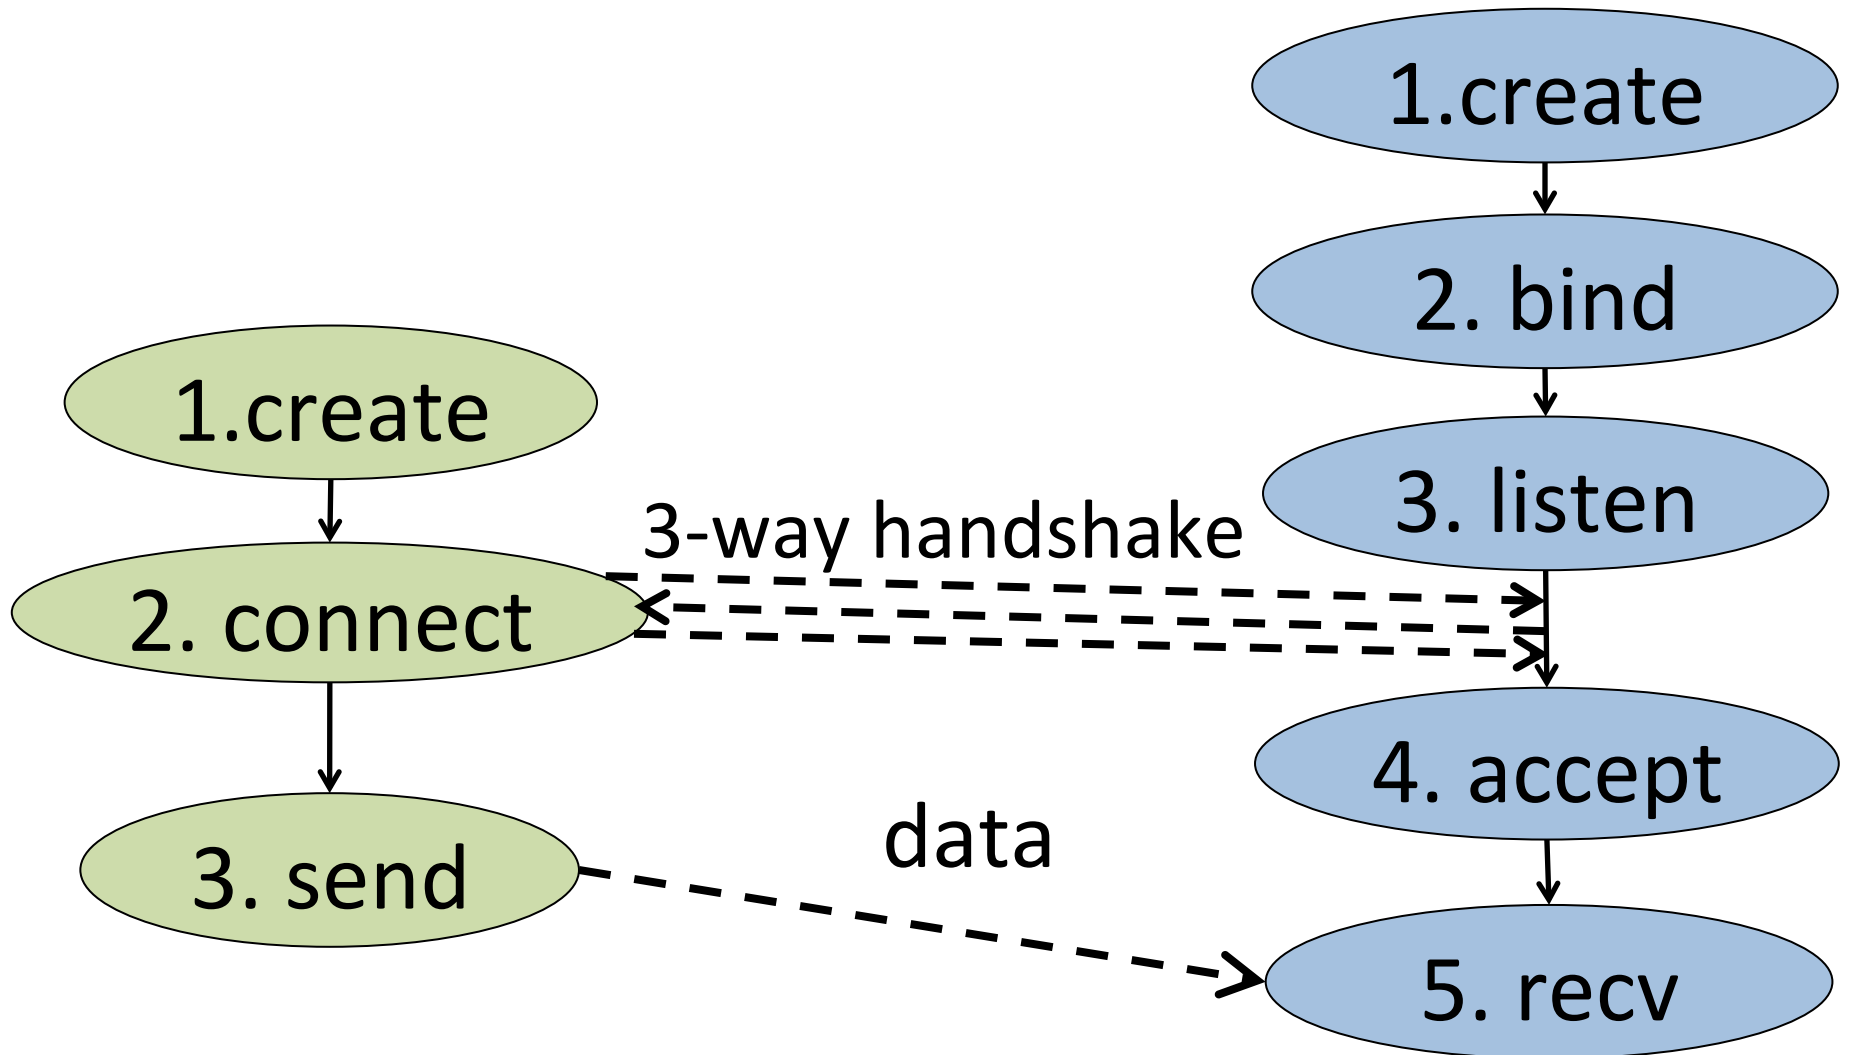 1.create
2. bind
3. listen
4. accept
5. recv
1.create
2. connect
3. send
3-way handshake
data